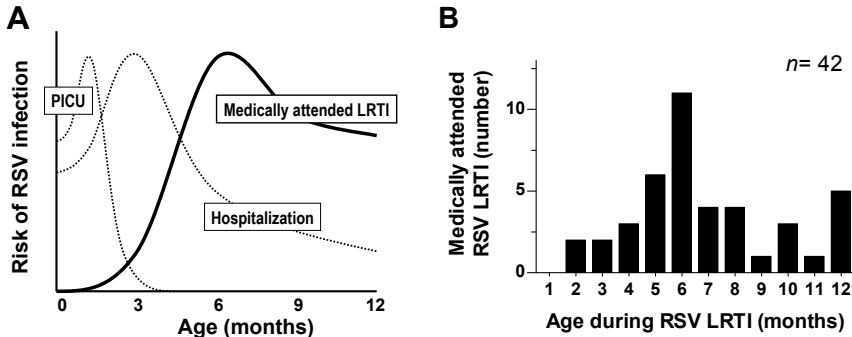 A
Risk of RSV infection
PICU
Medically attended LRTI
Hospitalization
0 3 6 9 12
Age (months)
B
n= 42
Medically attended
RSV LRTI (number)
10
5
0
1 2 3 4 5 6 7 8 9 10 11 12
Age during RSV LRTI (months)